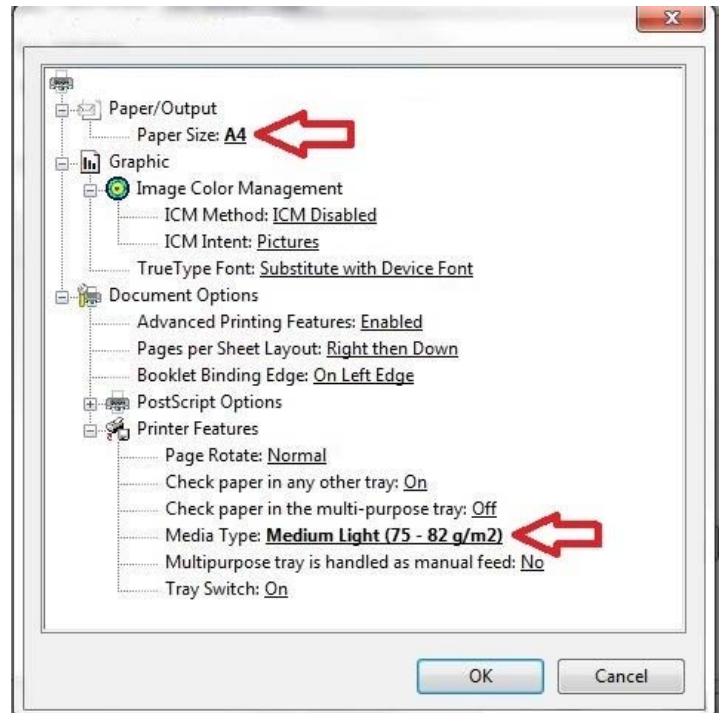 Paper/Output
Paper Size: A4
Graphic
Image Color Management
ICM Method: ICM Disabled
ICM Intent: Pictures
TrueType Font: Substitute with Device Font
Document Options
Advanced Printing Features: Enabled
Pages per Sheet Layout: Right then Down
Booklet Binding Edge: On Left Edge
PostScript Options
Printer Features
Page Rotate: Normal
Check paper in any other tray: On
Check paper in the multi-purpose tray: Off
Media Type: Medium Light (75 - 82 g/m2)
Multipurpose tray is handled as manual feed: No
Tray Switch: On
OK Cancel